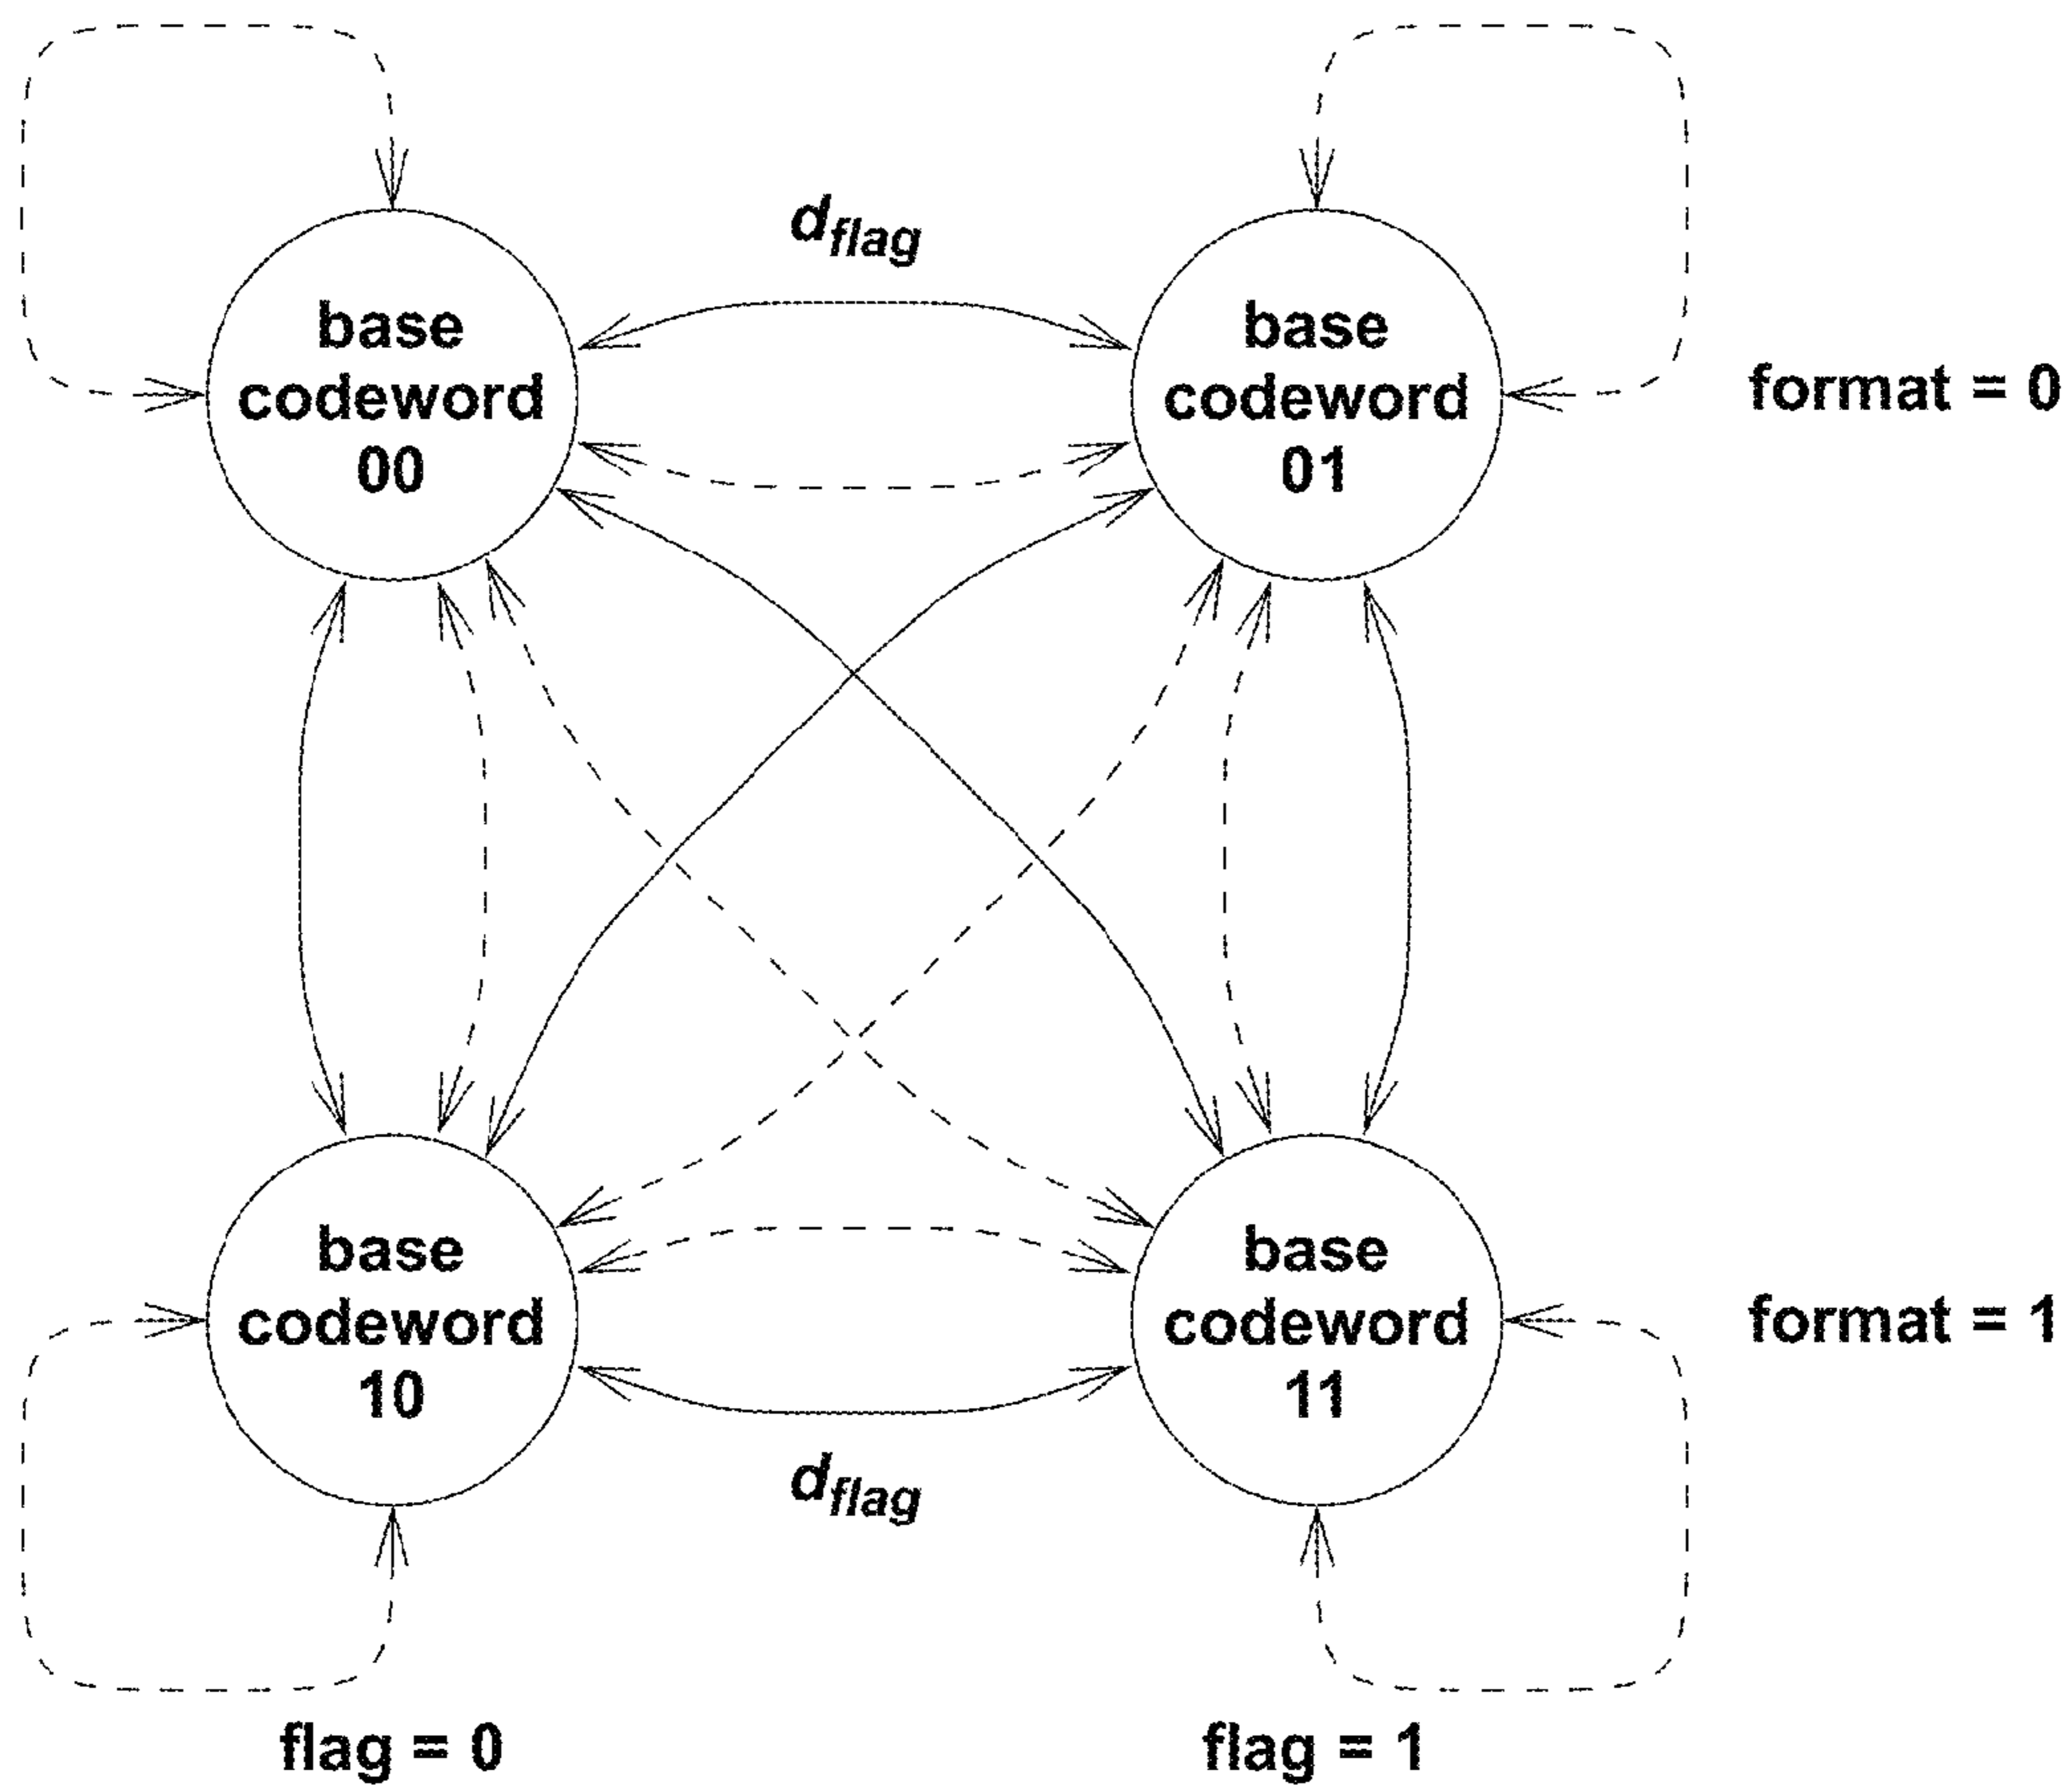 d_flag
base
codeword
00
base
codeword
01
format = 0
base
codeword
10
base
codeword
11
format = 1
d_flag
flag = 0
flag = 1